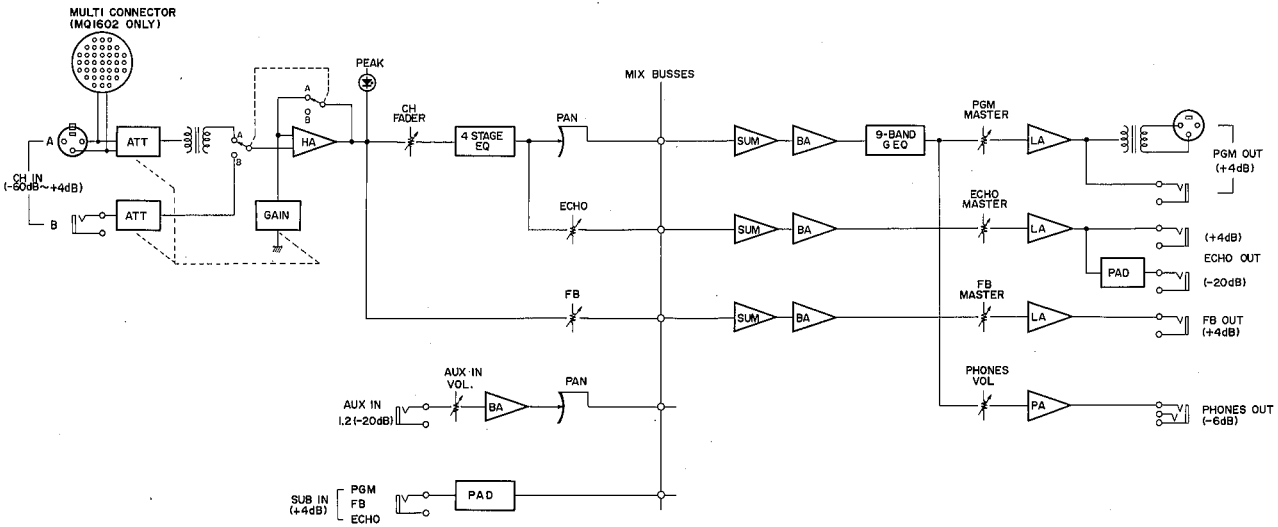 MULTI CONNECTOR
(MQ1602 ONLY)
PEAK
MIX BUSSES
A
B
A
B
CH
FADER
PAN
PGM
MASTER
A
ATT
HA
4 STAGE
EQ
SUM
BA
9-BAND
G EQ
LA
PGM OUT
(+4dB)
CH IN
(-60dB~+4dB)
B
ATT
GAIN
ECHO
SUM
BA
ECHO
MASTER
LA
(+4dB)
ECHO OUT
PAD
(-20dB)
FB
SUM
BA
FB
MASTER
LA
FB OUT
(+4dB)
AUX IN
VOL.
PAN
PHONES
VOL
AUX IN
1.2(-20dB)
BA
PA
PHONES OUT
(-6dB)
SUB IN
(+4dB)
PGM
FB
ECHO
PAD